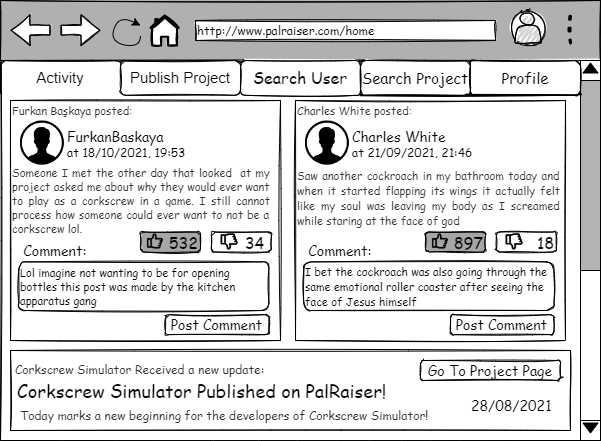 http://www.palraiser.com/home
Activity
Publish Project
Search User
Search Project
Profile
Furkan Başkaya posted:
FurkanBaskaya
at 18/10/2021, 19:53
Someone I met the other day that looked at my
project asked me about why they would ever want
to play as a corkscrew in a game. I still cannot
process how someone could ever want to not be a
corkscrew lol.
532
34
Comment:
Lol imagine not wanting to be for opening
bottles this post was made by the kitchen
apparatus gang
Post Comment
Charles White posted:
Charles White
at 21/09/2021, 21:46
Saw another cockroach in my bathroom today and
when it started flapping its wings it actually felt
like my soul was leaving my body as I screamed
while staring at the face of god
897
18
Comment:
I bet the cockroach was also going through the
same emotional roller coaster after seeing the
face of Jesus himself
Post Comment
Corkscrew Simulator Received a new update:
Go To Project Page
Corkscrew Simulator Published on PalRaiser!
28/08/2021
Today marks a new beginning for the developers of Corkscrew Simulator!